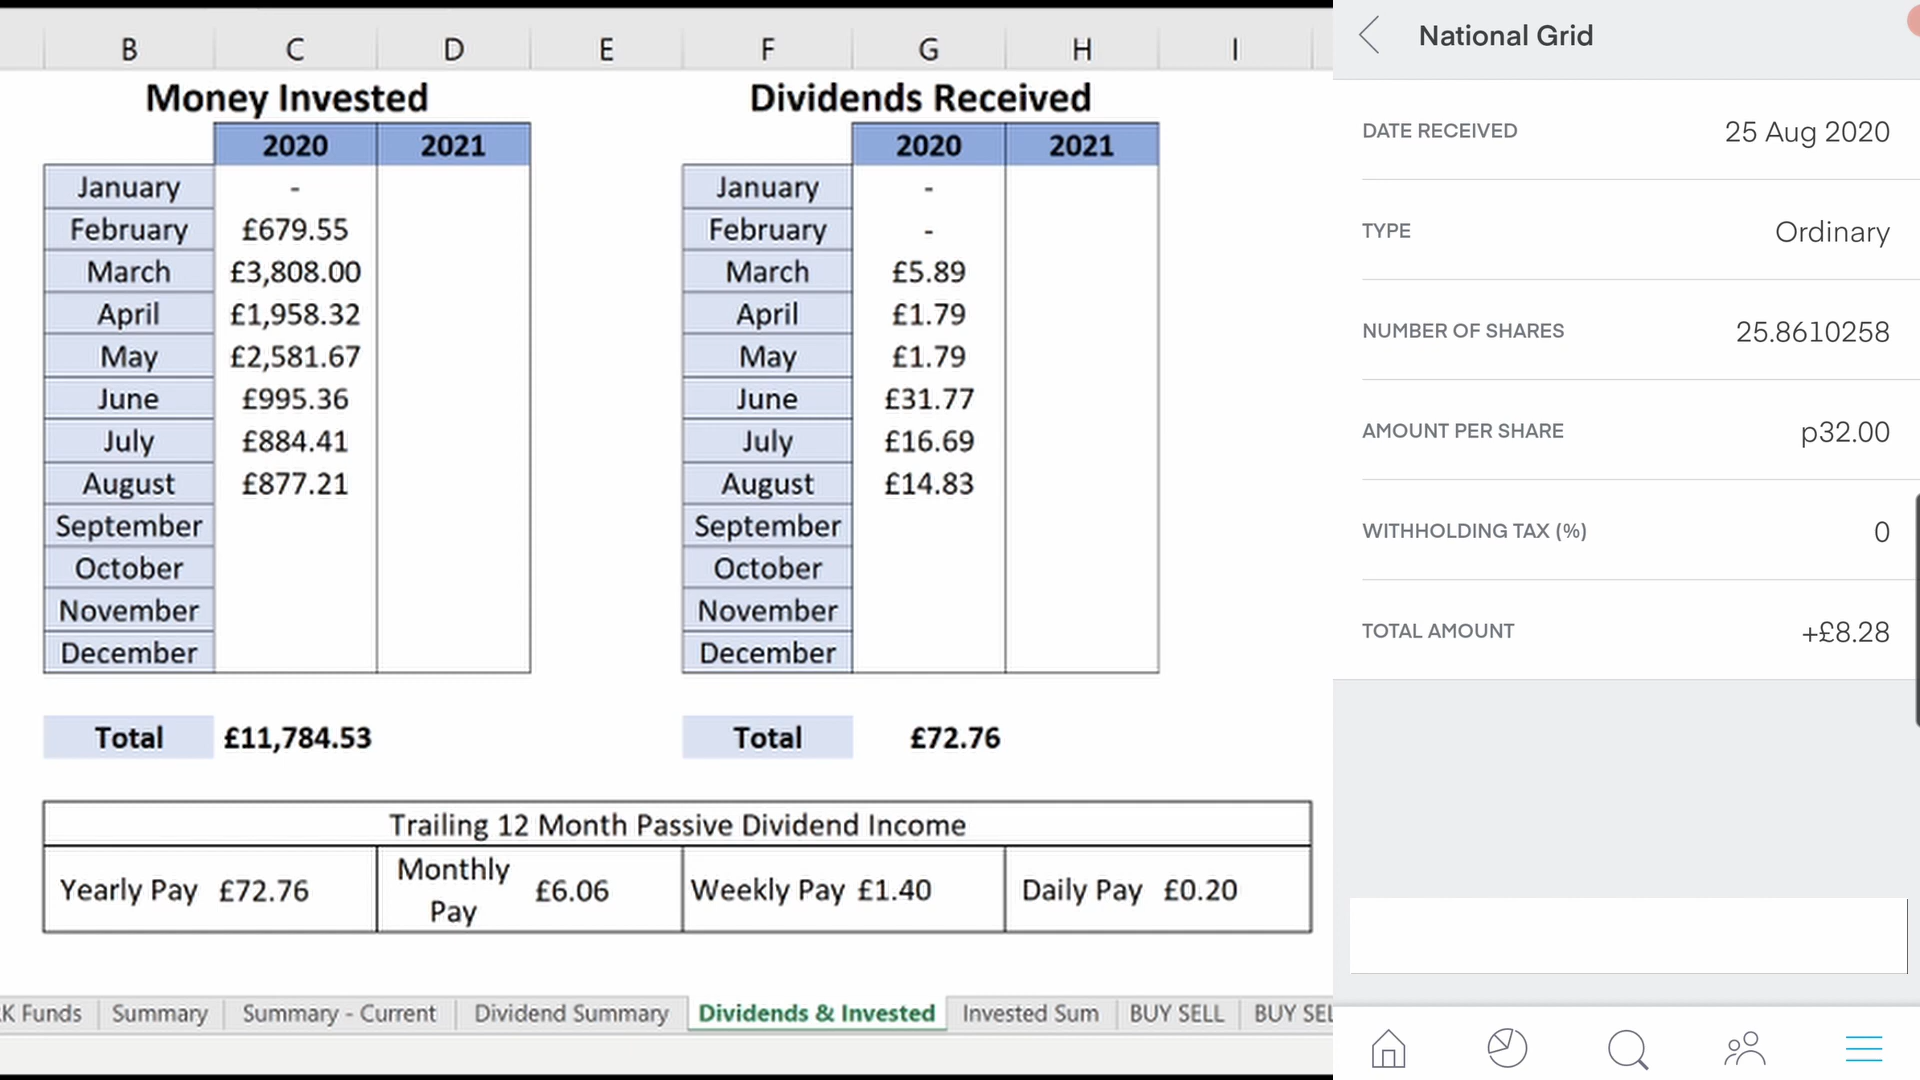 B C D E F G H I
Money Invested Dividends Received
2020 2021 2020 2021
January - January -
February £679.55 February -
March £3,808.00 March £5.89
April £1,958.32 April £1.79
May £2,581.67 May £1.79
June £995.36 June £31.77
July £884.41 July £16.69
August £877.21 August £14.83
September September
October October
November November
December December
Total £11,784.53 Total £72.76
Trailing 12 Month Passive Dividend Income
Yearly Pay £72.76 Monthly Pay £6.06 Weekly Pay £1.40 Daily Pay £0.20
K Funds Summary Summary - Current Dividend Summary Dividends & Invested Invested Sum BUY SELL BUY SEL
National Grid
DATE RECEIVED 25 Aug 2020
TYPE Ordinary
NUMBER OF SHARES 25.8610258
AMOUNT PER SHARE p32.00
WITHHOLDING TAX (%) 0
TOTAL AMOUNT +£8.28